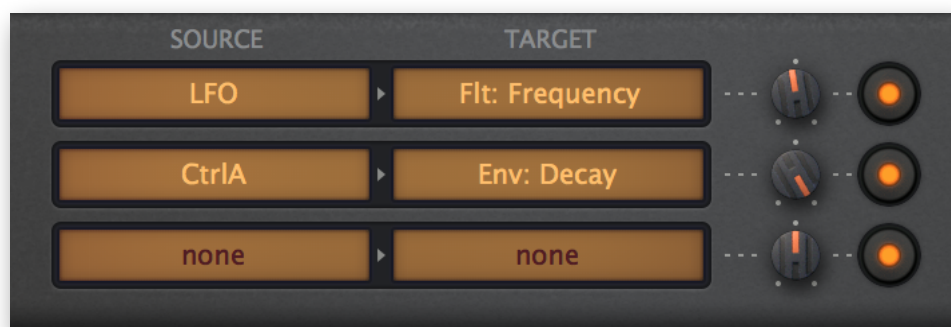 SOURCE TARGET
LFO Flt: Frequency
CtrlA Env: Decay
none none